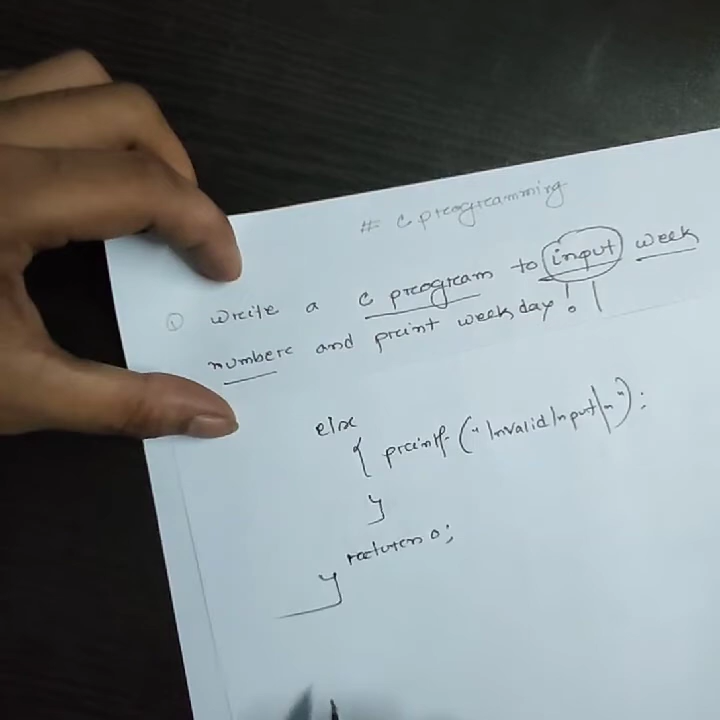 # C programming
① Write a C program to input week
number and print week day!
else
{ printf("Invalid Input\n");
}
return 0;
}